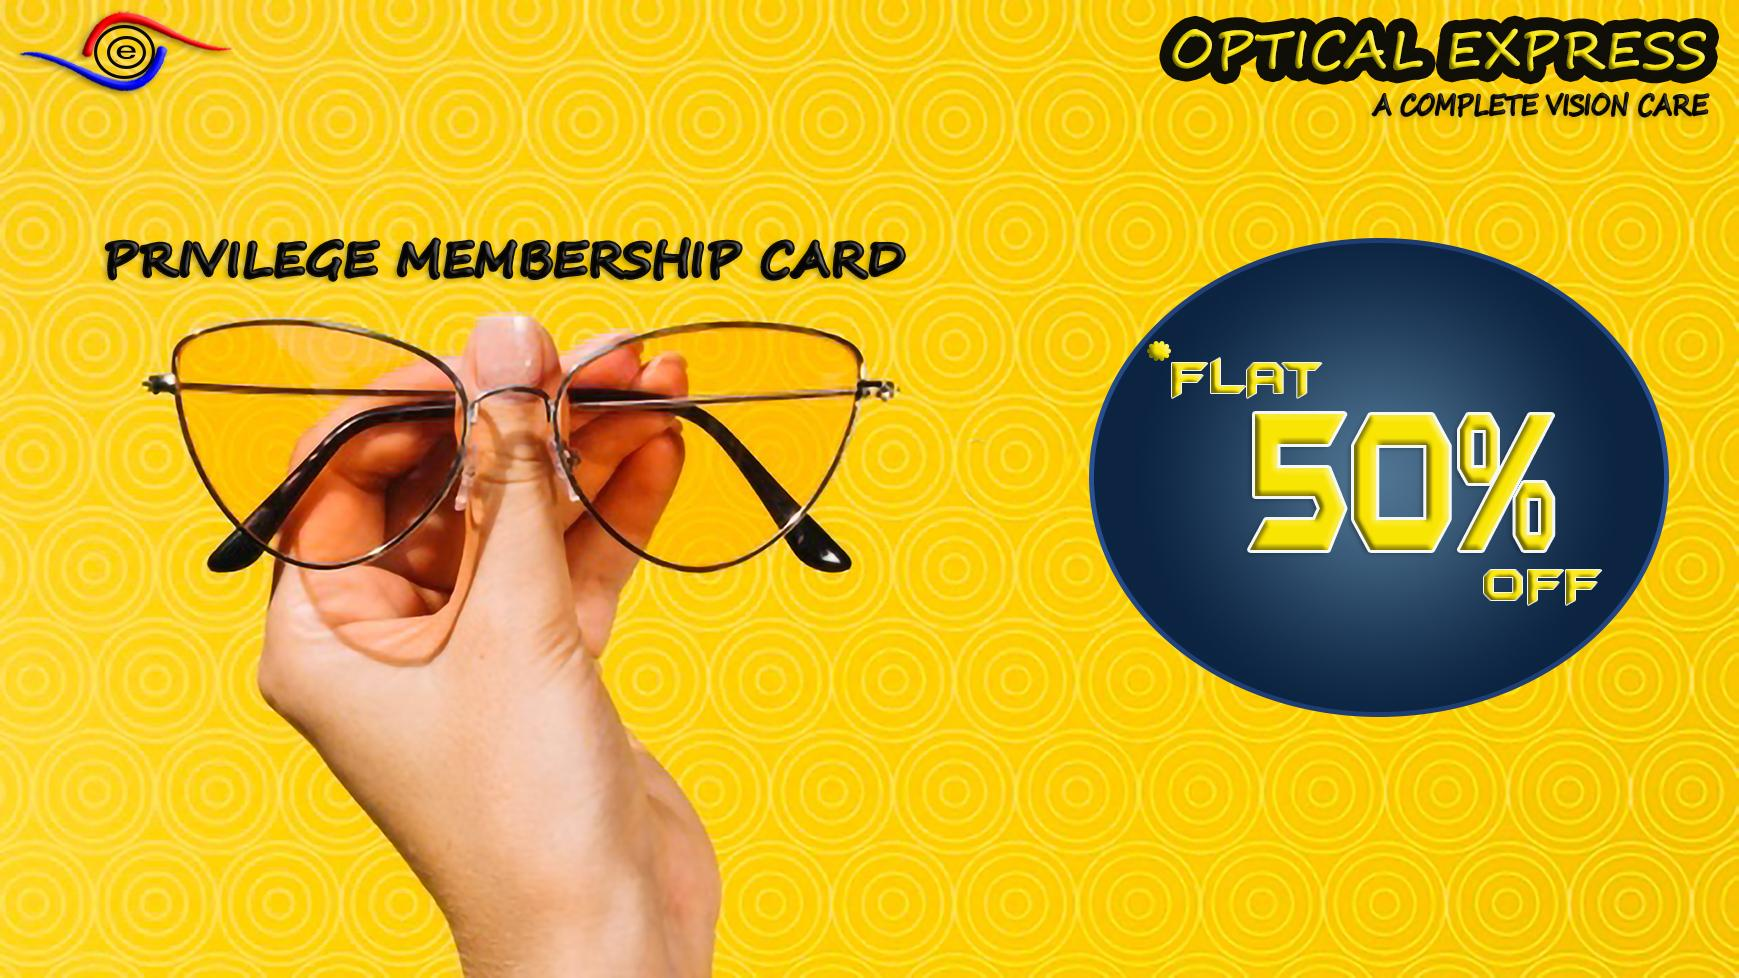 e
OPTICAL EXPRESS
A COMPLETE VISION CARE
PRIVILEGE MEMBERSHIP CARD
*FLAT
50%
OFF